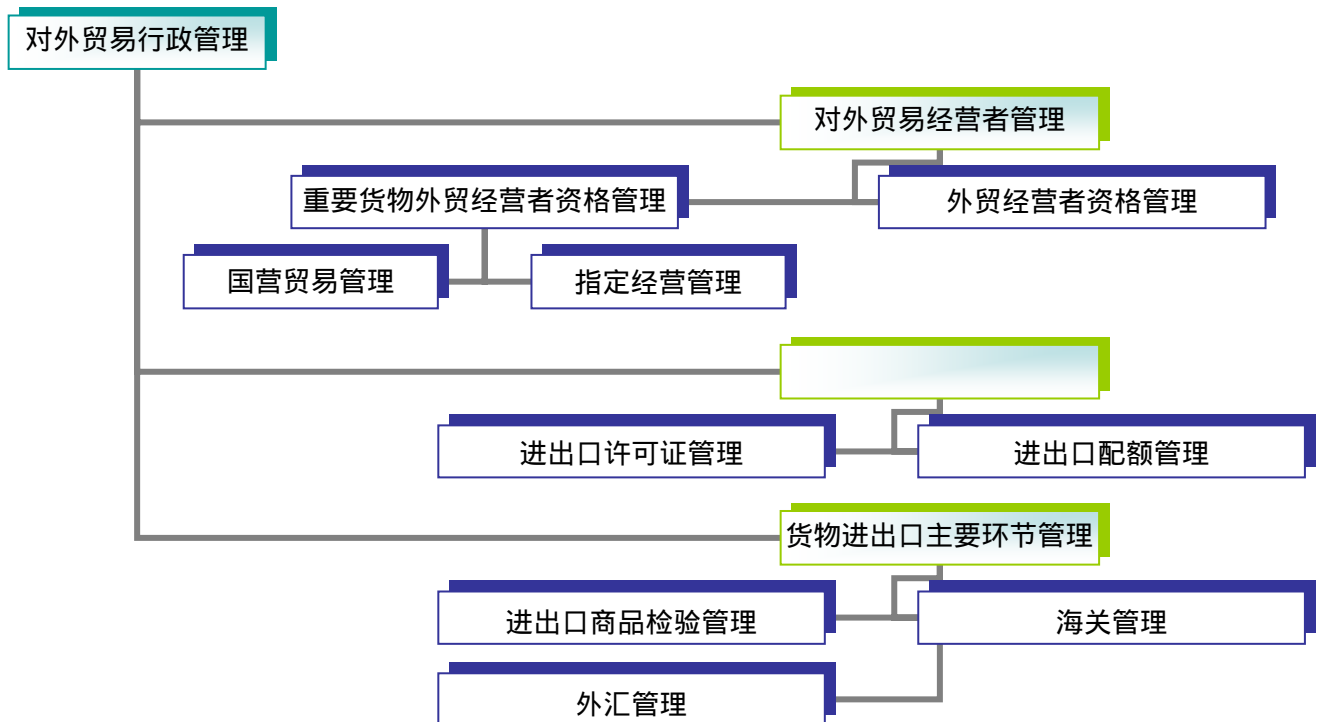 对外贸易行政管理
对外贸易经营者管理
重要货物外贸经营者资格管理
外贸经营者资格管理
国营贸易管理
指定经营管理
进出口许可证管理
进出口配额管理
货物进出口主要环节管理
进出口商品检验管理
海关管理
外汇管理